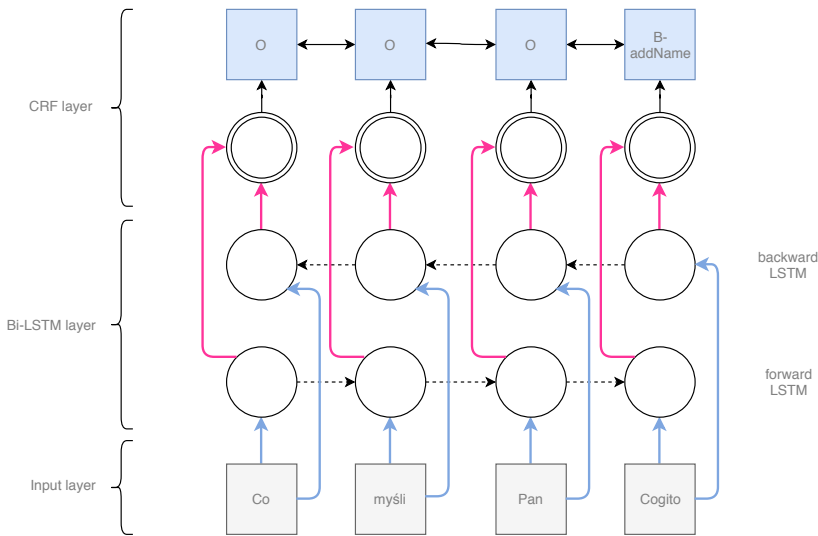 O
O
O
B-
addName
CRF layer
backward
LSTM
Bi-LSTM layer
forward
LSTM
Input layer
Co
myśli
Pan
Cogito